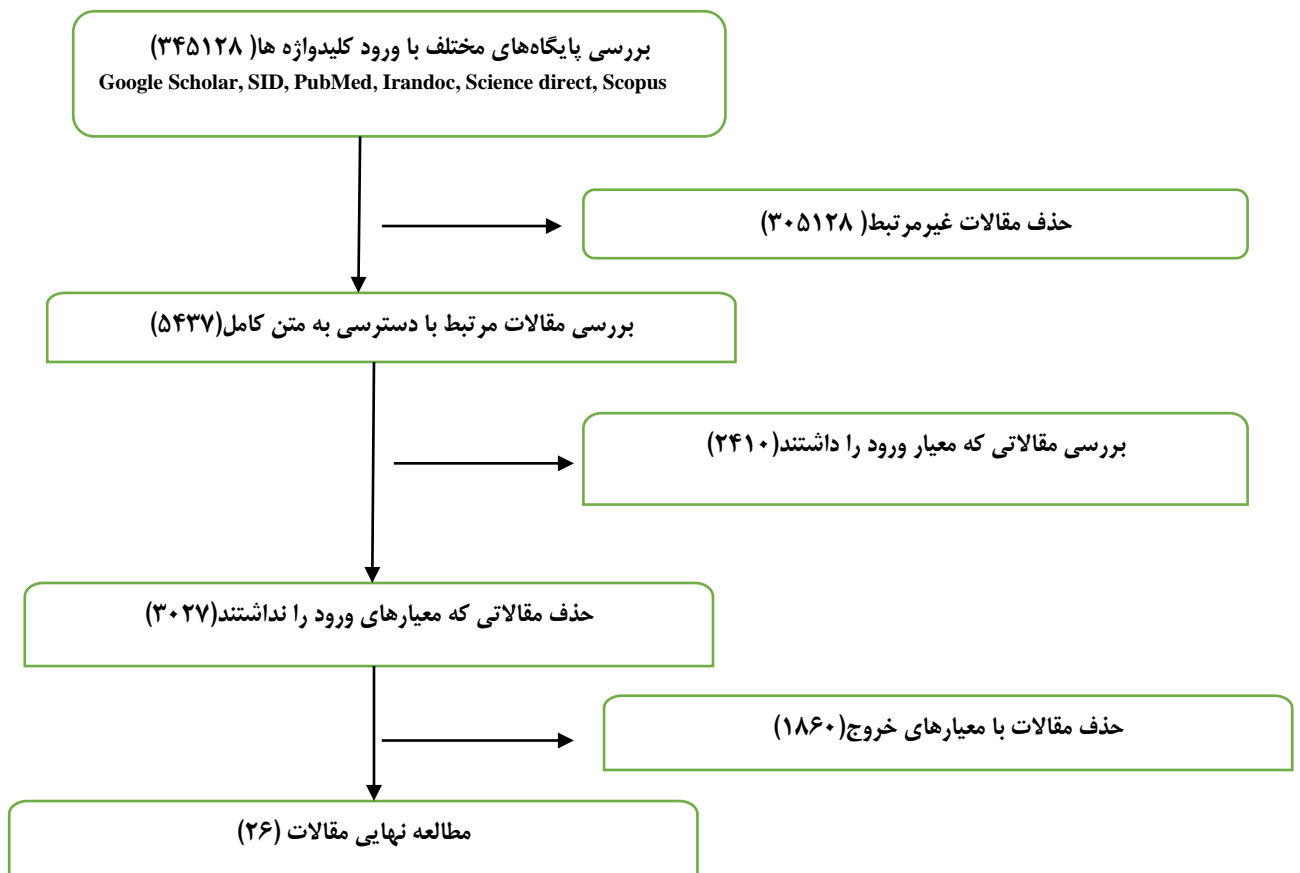 بررسی پایگاه‌های مختلف با ورود کلیدواژه ها( ۳۴۵۱۲۸)
Google Scholar, SID, PubMed, Irandoc, Science direct, Scopus
حذف مقالات غیرمرتبط( ۳۰۵۱۲۸)
بررسی مقالات مرتبط با دسترسی به متن کامل(۵۴۳۷)
بررسی مقالاتی که معیار ورود را داشتند(۲۴۱۰)
حذف مقالاتی که معیارهای ورود را نداشتند(۳۰۲۷)
حذف مقالات با معیارهای خروج(۱۸۶۰)
مطالعه نهایی مقالات (۲۶)